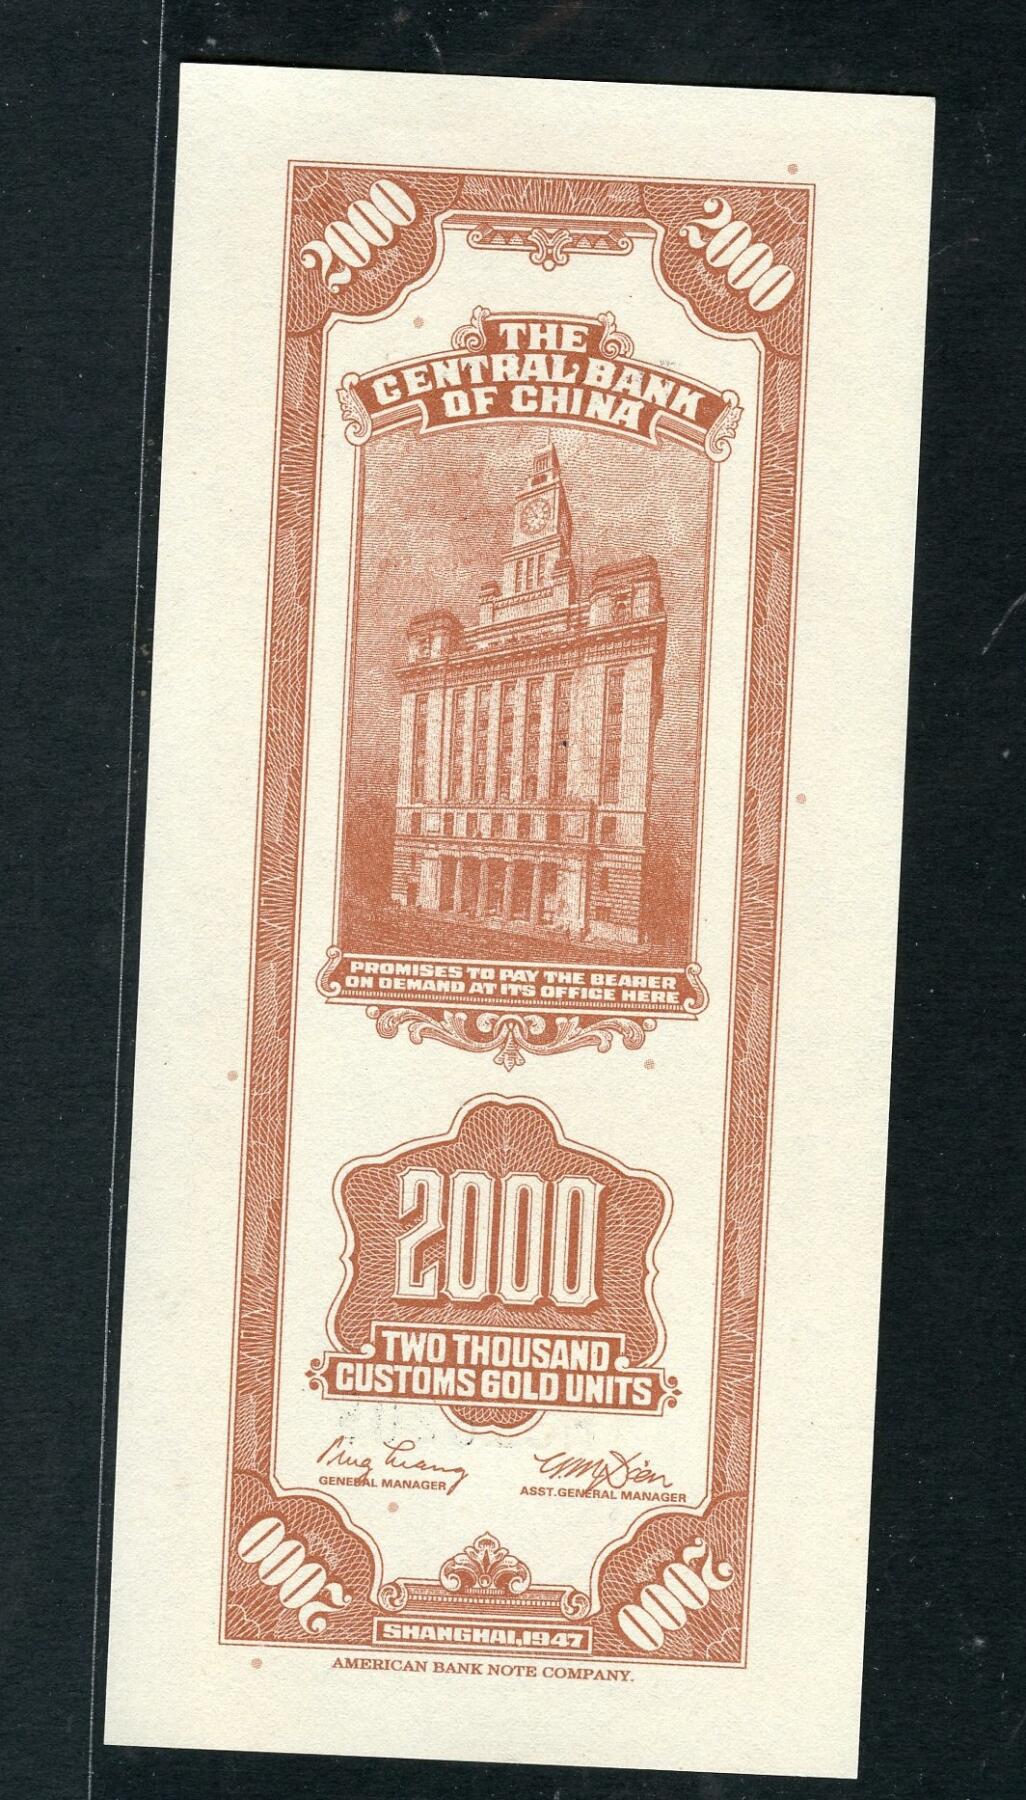 2000
2000
THE
CENTRAL BANK
OF CHINA
PROMISES TO PAY THE BEARER
ON DEMAND AT ITS OFFICE HERE
2000
TWO THOUSAND
CUSTOMS GOLD UNITS
GENERAL MANAGER
ASST. GENERAL MANAGER
2000
2000
SHANGHAI, 1947
AMERICAN BANK NOTE COMPANY.